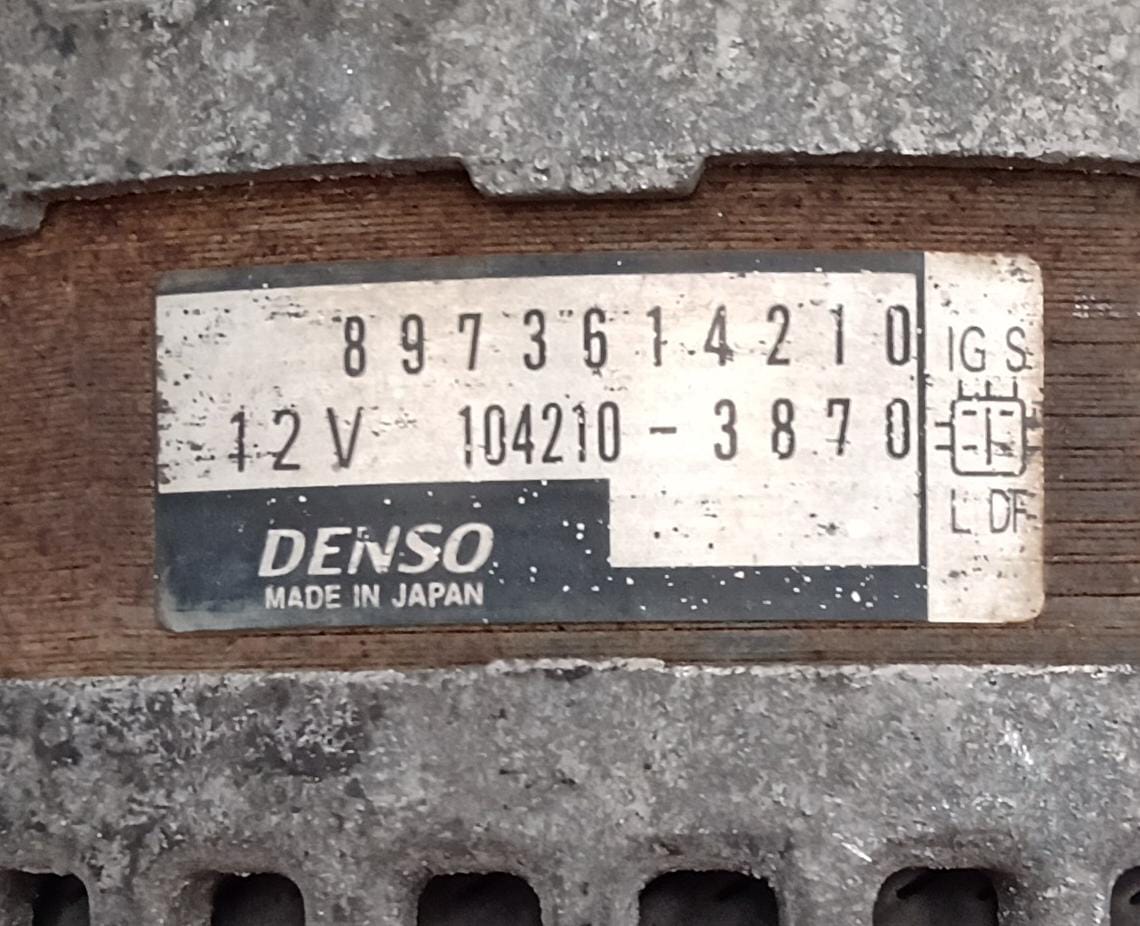 8973614210
12V 104210-3870
IG S
L DF
DENSO
MADE IN JAPAN